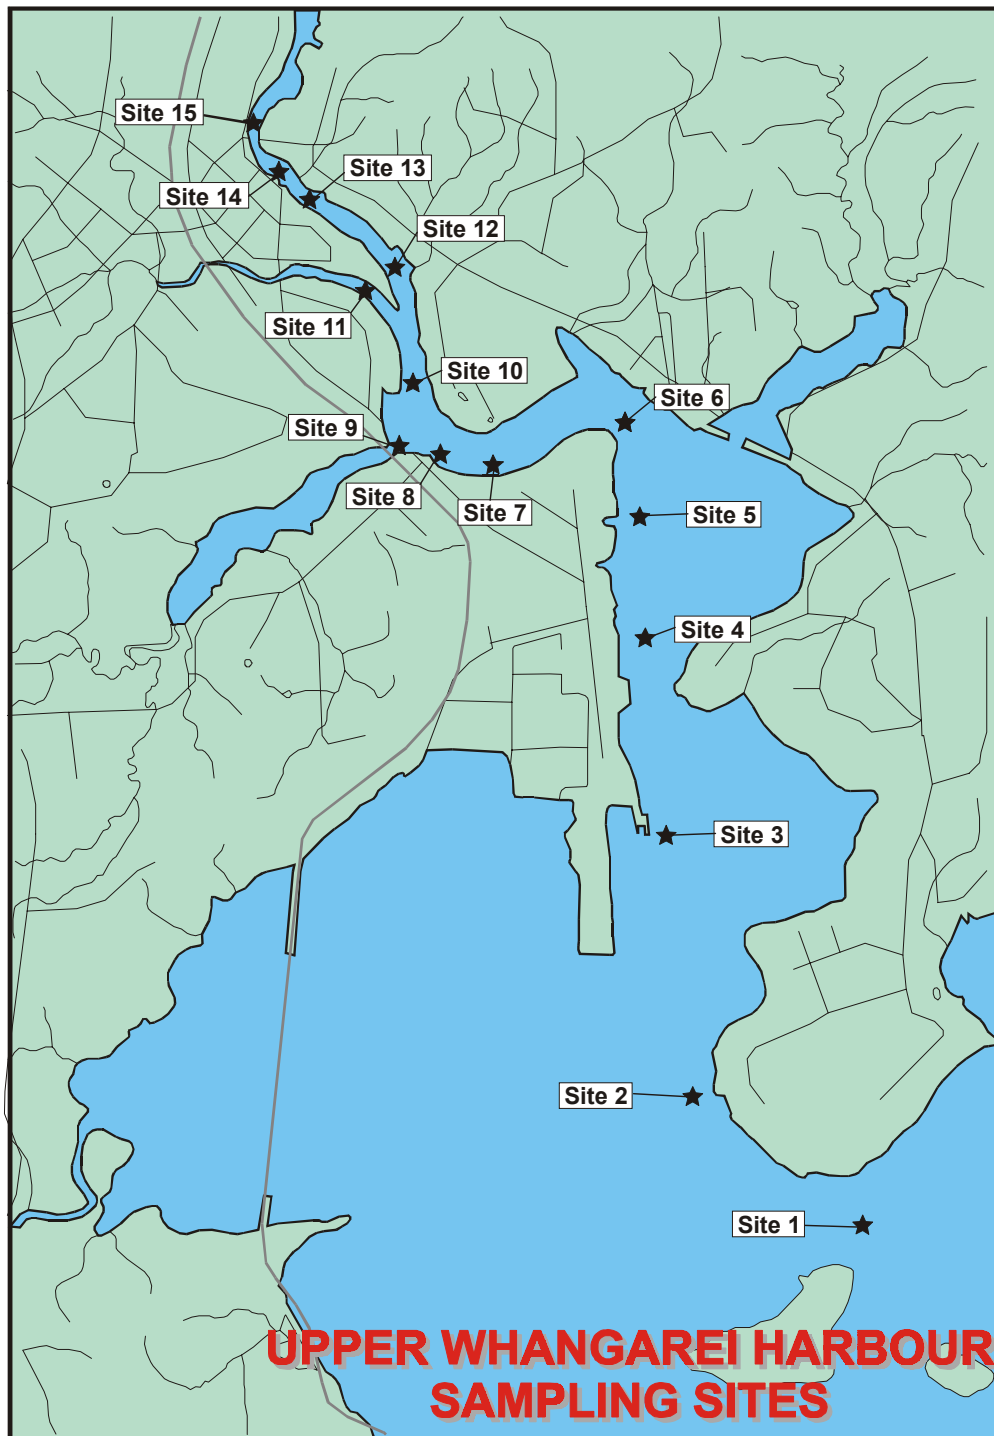 Site 15
Site 13
Site 14
Site 12
Site 11
Site 10
Site 6
Site 9
Site 8
Site 7
Site 5
Site 4
Site 3
Site 2
Site 1
UPPER WHANGAREI HARBOUR
SAMPLING SITES